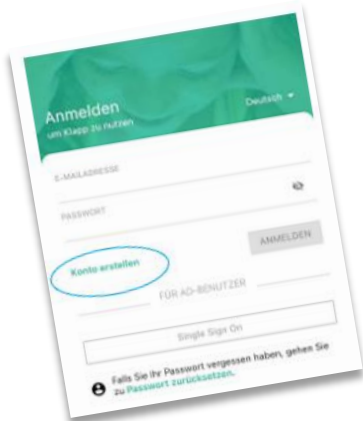 Anmelden
um Klapp zu nutzen
Deutsch
E-MAILADRESSE
PASSWORT
ANMELDEN
Konto erstellen
FÜR AD-BENUTZER
Single Sign On
Falls Sie Ihr Passwort vergessen haben, gehen Sie
zu Passwort zurücksetzen.